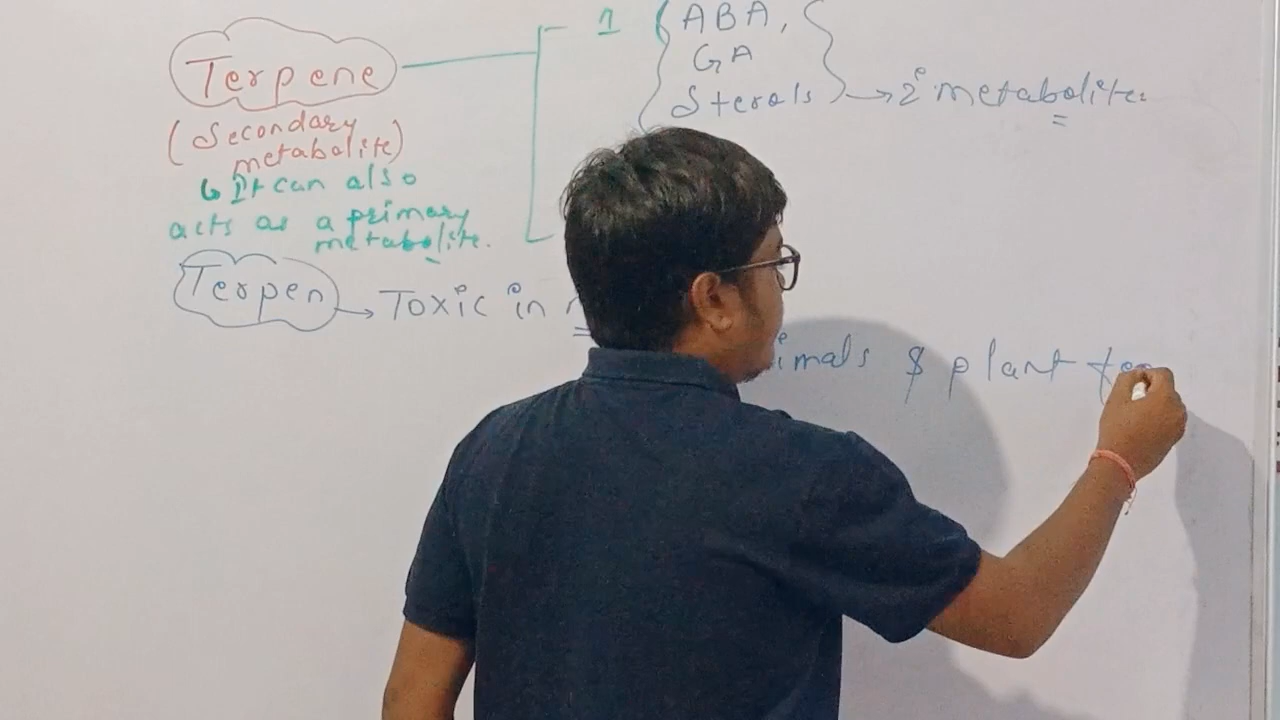 Terpene
(Secondary
metabolite)
↳ It can also
acts as a primary
metabolite.
1 { ABA,
GA
Sterols } → 2° metabolite
Terpen → Toxic in
imals & plant